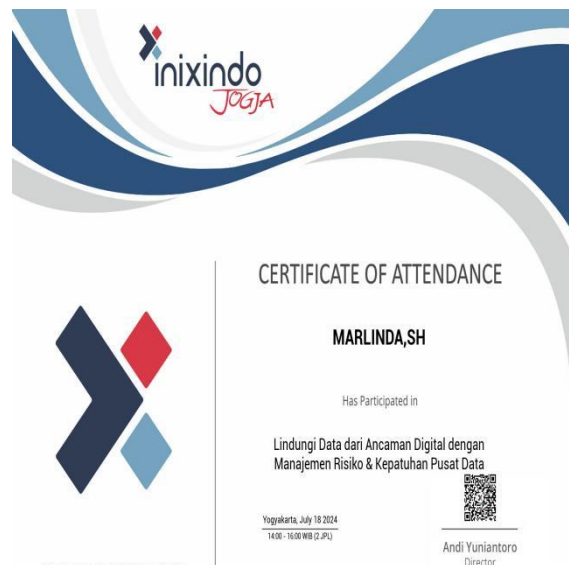 inixindo
JOGJA
CERTIFICATE OF ATTENDANCE
MARLINDA,SH
Has Participated in
Lindungi Data dari Ancaman Digital dengan
Manajemen Risiko & Kepatuhan Pusat Data
Yogyakarta, July 18 2024
14:00 - 16:00 WIB (2 JPL)
Andi Yuniantoro
Director